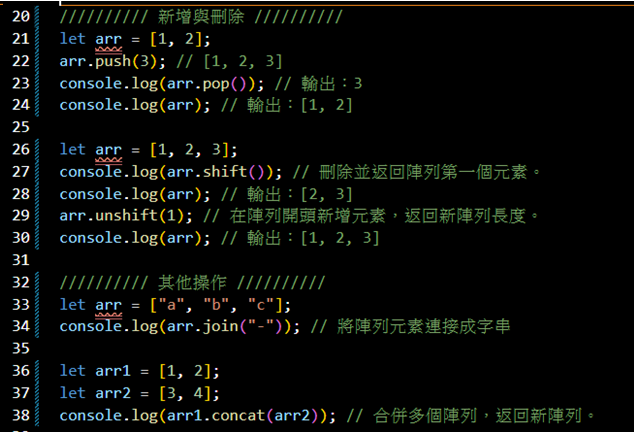 20 ////////// 新增與刪除 //////////
21 let arr = [1, 2];
22 arr.push(3); // [1, 2, 3]
23 console.log(arr.pop()); // 輸出：3
24 console.log(arr); // 輸出：[1, 2]
25
26 let arr = [1, 2, 3];
27 console.log(arr.shift()); // 刪除並返回陣列第一個元素。
28 console.log(arr); // 輸出：[2, 3]
29 arr.unshift(1); // 在陣列開頭新增元素，返回新陣列長度。
30 console.log(arr); // 輸出：[1, 2, 3]
31
32 ////////// 其他操作 //////////
33 let arr = ["a", "b", "c"];
34 console.log(arr.join("-")); // 將陣列元素連接成字串
35
36 let arr1 = [1, 2];
37 let arr2 = [3, 4];
38 console.log(arr1.concat(arr2)); // 合併多個陣列，返回新陣列。